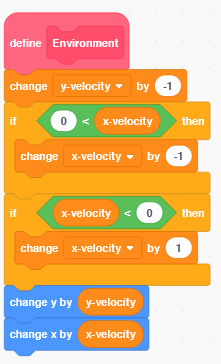 define Environment
change y-velocity by -1
if 0 < x-velocity then
change x-velocity by -1
if x-velocity < 0 then
change x-velocity by 1
change y by y-velocity
change x by x-velocity